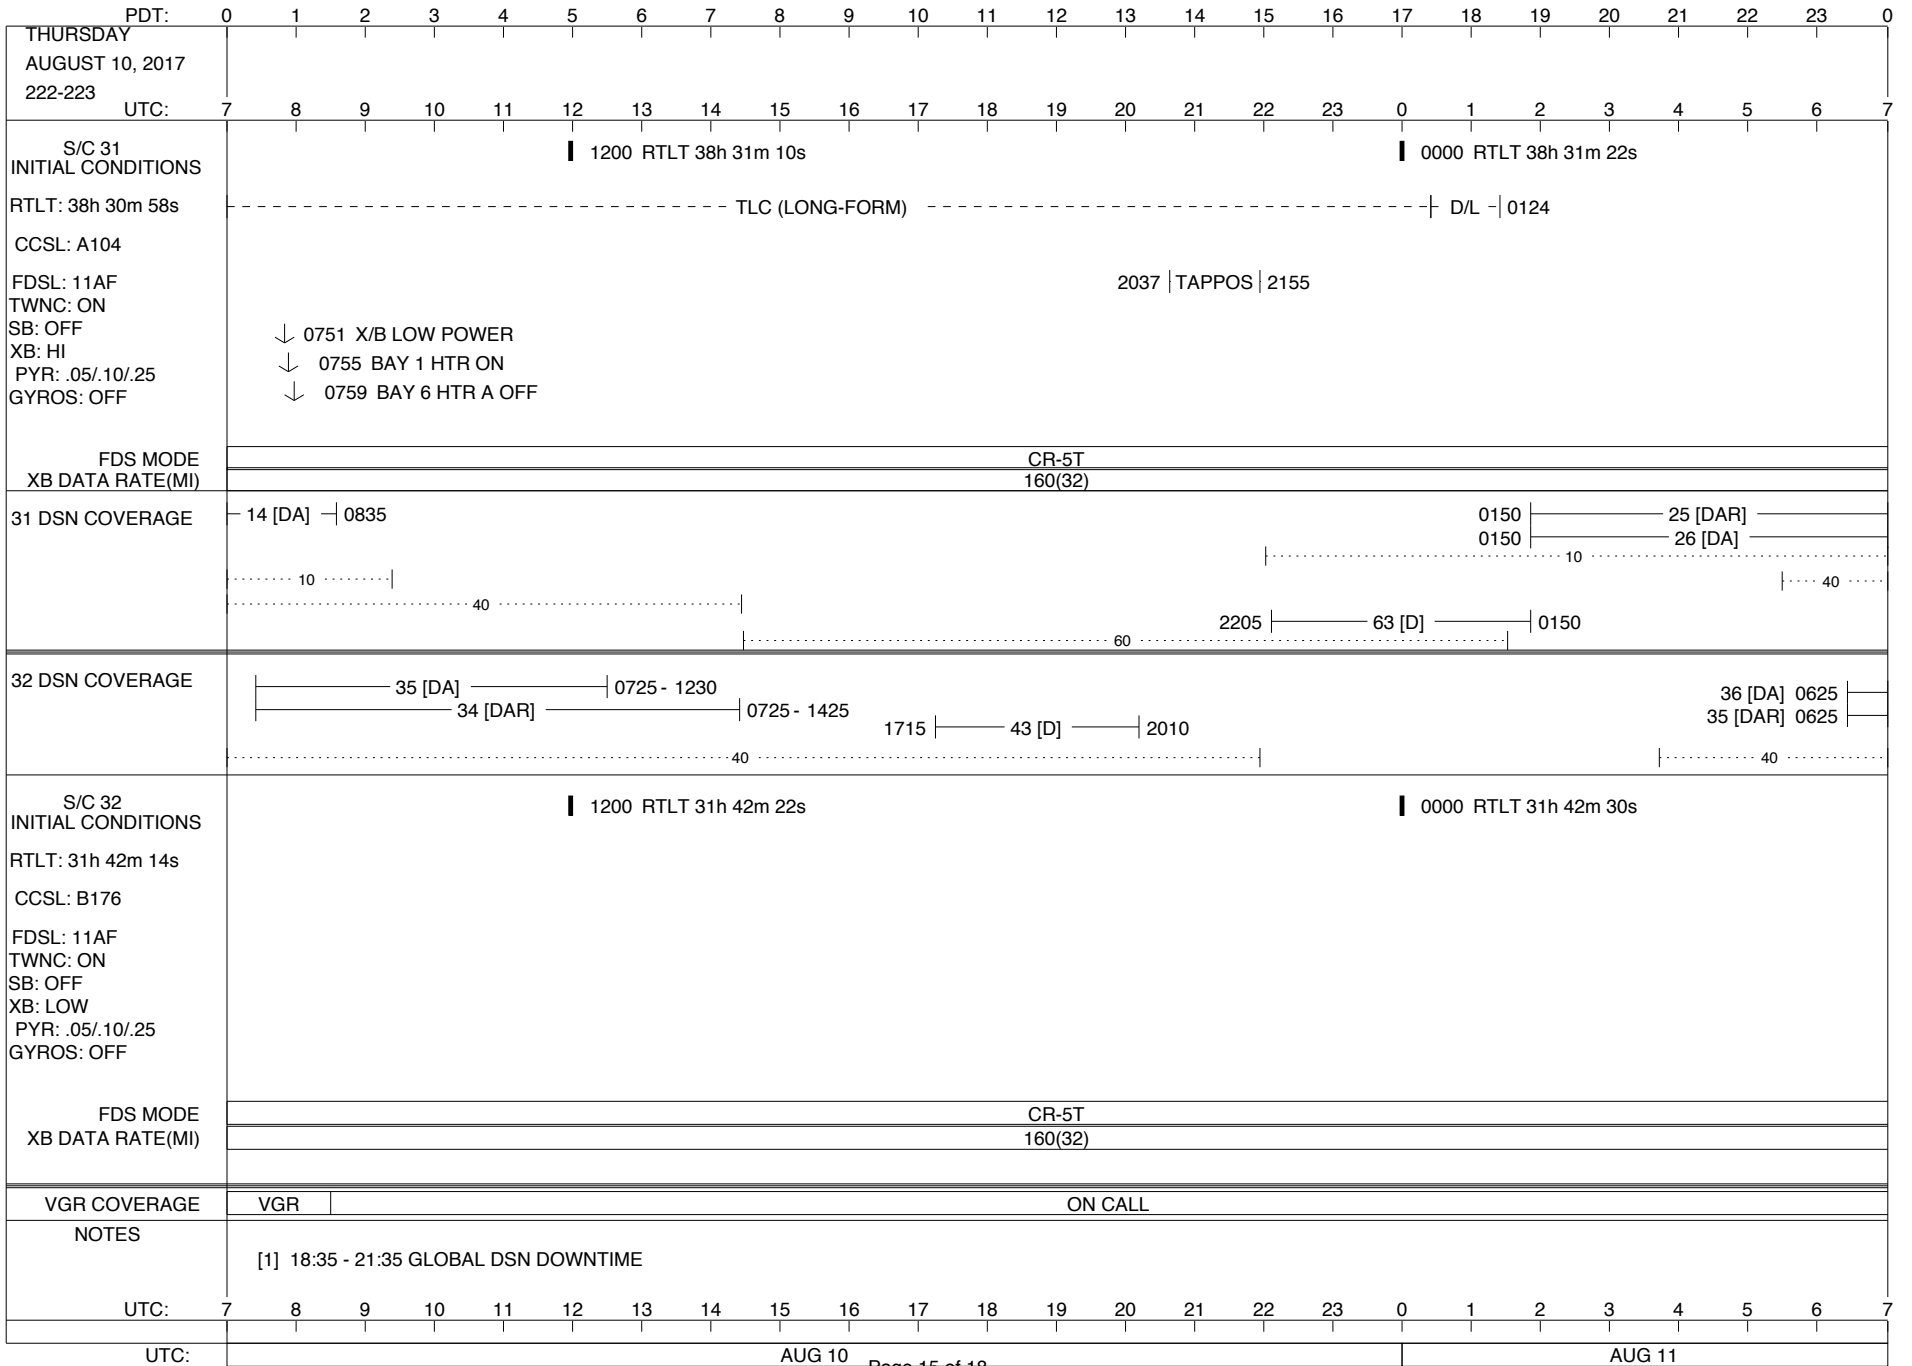 PDT: 0 1 2 3 4 5 6 7 8 9 10 11 12 13 14 15 16 17 18 19 20 21 22 23 0
THURSDAY
AUGUST 10, 2017
222-223
UTC: 7 8 9 10 11 12 13 14 15 16 17 18 19 20 21 22 23 0 1 2 3 4 5 6 7
S/C 31
INITIAL CONDITIONS
1200 RTLT 38h 31m 10s
0000 RTLT 38h 31m 22s
RTLT: 38h 30m 58s
TLC (LONG-FORM)
D/L
0124
CCSL: A104
FDSL: 11AF
2037 TAPPOS 2155
TWNC: ON
SB: OFF
0751 X/B LOW POWER
XB: HI
0755 BAY 1 HTR ON
PYR: .05/.10/.25
0759 BAY 6 HTR A OFF
GYROS: OFF
FDS MODE
CR-5T
XB DATA RATE(MI)
160(32)
31 DSN COVERAGE
14 [DA] 0835
0150 25 [DAR]
0150 26 [DA]
10
10
40
40
2205 63 [D] 0150
60
32 DSN COVERAGE
35 [DA] 0725 - 1230
36 [DA] 0625
34 [DAR] 0725 - 1425
35 [DAR] 0625
1715 43 [D] 2010
40
40
S/C 32
INITIAL CONDITIONS
1200 RTLT 31h 42m 22s
0000 RTLT 31h 42m 30s
RTLT: 31h 42m 14s
CCSL: B176
FDSL: 11AF
TWNC: ON
SB: OFF
XB: LOW
PYR: .05/.10/.25
GYROS: OFF
FDS MODE
CR-5T
XB DATA RATE(MI)
160(32)
VGR COVERAGE
VGR
ON CALL
NOTES
[1] 18:35 - 21:35 GLOBAL DSN DOWNTIME
UTC: 7 8 9 10 11 12 13 14 15 16 17 18 19 20 21 22 23 0 1 2 3 4 5 6 7
UTC: AUG 10 AUG 11
Page 15 of 18